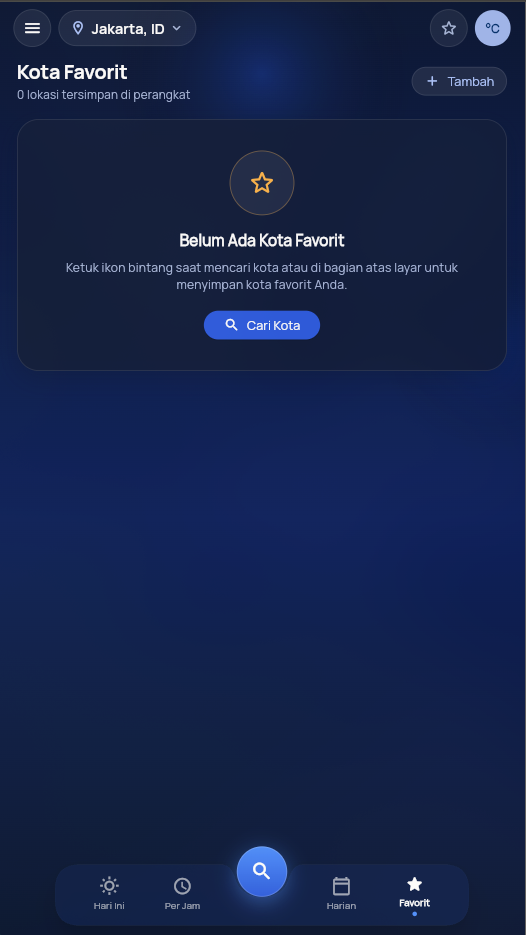 Jakarta, ID
°C
Kota Favorit
0 lokasi tersimpan di perangkat
Tambah
Belum Ada Kota Favorit
Ketuk ikon bintang saat mencari kota atau di bagian atas layar untuk
menyimpan kota favorit Anda.
Cari Kota
Hari Ini
Per Jam
Harian
Favorit